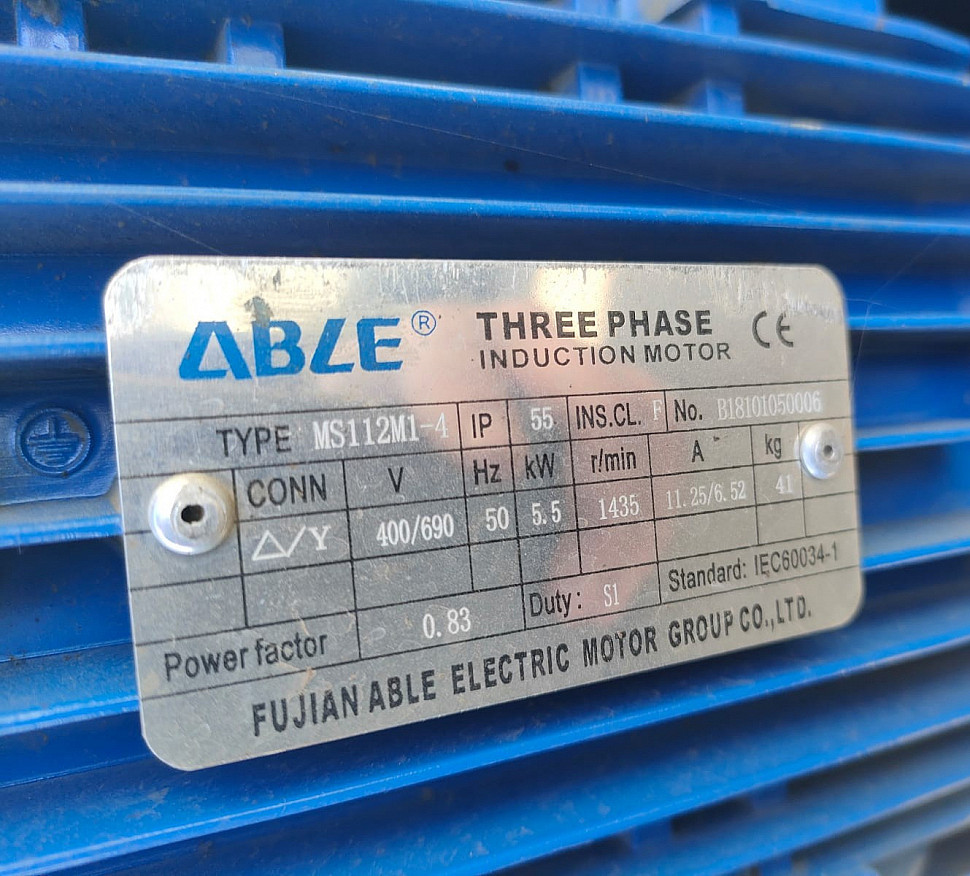 ABLE® THREE PHASE
INDUCTION MOTOR CE
TYPE MS112M1-4 IP 55 INS.CL. F No. B18101050006
CONN V Hz kW r/min A kg
△/Y 400/690 50 5.5 1435 11.25/6.52 41
Power factor 0.83 Duty: S1 Standard: IEC60034-1
FUJIAN ABLE ELECTRIC MOTOR GROUP CO.,LTD.